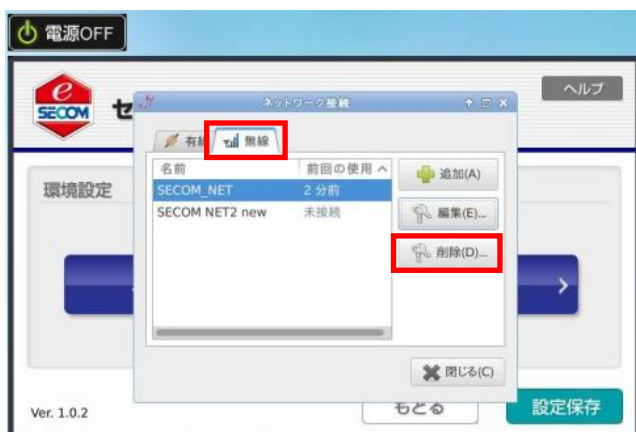 電源OFF
e
SECOM
セ
ヘルプ
ネットワーク接続
有線
無線
名前
前回の使用
SECOM_NET
2 分前
SECOM NET2 new
未接続
追加(A)
編集(E)...
削除(D)...
環境設定
閉じる(C)
Ver. 1.0.2
もどる
設定保存